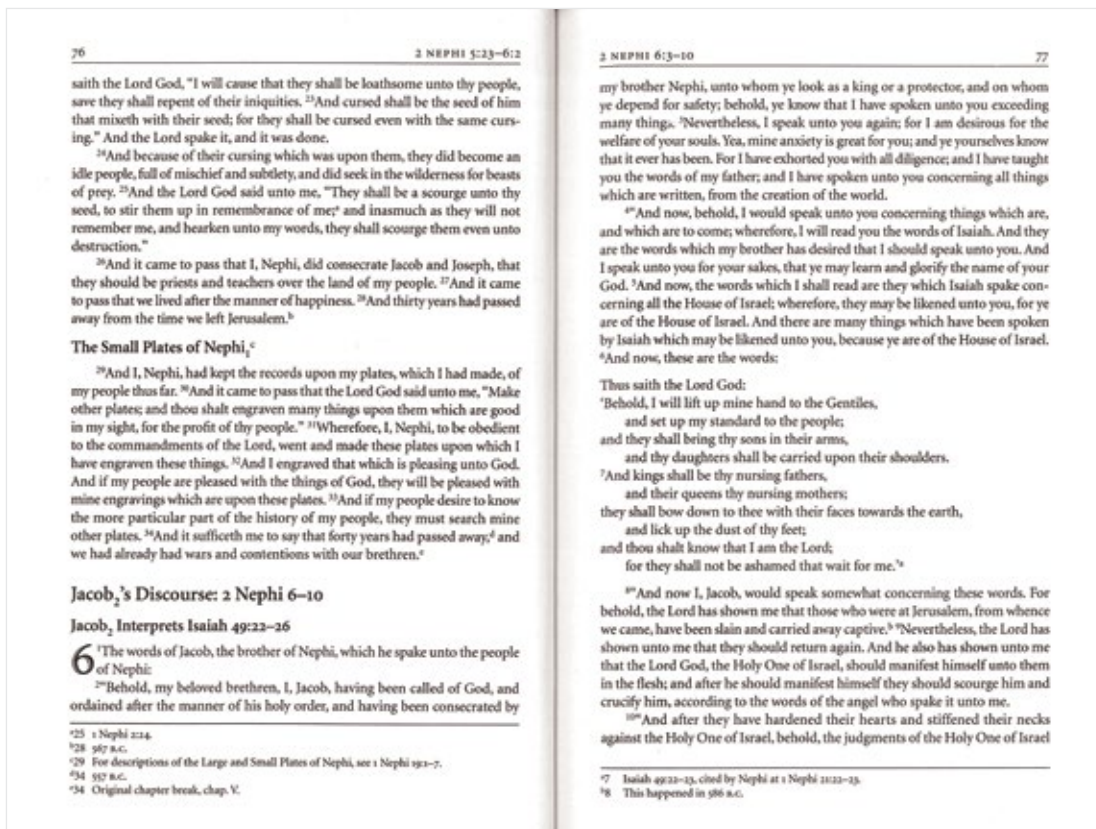 76 2 NEPHI 5:23–6:2
saith the Lord God, “I will cause that they shall be loathsome unto thy people,
save they shall repent of their iniquities. ²³And cursed shall be the seed of him
that mixeth with their seed; for they shall be cursed even with the same curs-
ing.” And the Lord spake it, and it was done.
²⁴And because of their cursing which was upon them, they did become an
idle people, full of mischief and subtlety, and did seek in the wilderness for beasts
of prey. ²⁵And the Lord God said unto me, “They shall be a scourge unto thy
seed, to stir them up in remembrance of me;ᵃ and inasmuch as they will not
remember me, and hearken unto my words, they shall scourge them even unto
destruction.”
²⁶And it came to pass that I, Nephi, did consecrate Jacob and Joseph, that
they should be priests and teachers over the land of my people. ²⁷And it came
to pass that we lived after the manner of happiness. ²⁸And thirty years had passed
away from the time we left Jerusalem.ᵇ
The Small Plates of Nephi₁ᶜ
²⁹And I, Nephi, had kept the records upon my plates, which I had made, of
my people thus far. ³⁰And it came to pass that the Lord God said unto me, “Make
other plates; and thou shalt engraven many things upon them which are good
in my sight, for the profit of thy people.” ³¹Wherefore, I, Nephi, to be obedient
to the commandments of the Lord, went and made these plates upon which I
have engraven these things. ³²And I engraved that which is pleasing unto God.
And if my people are pleased with the things of God, they will be pleased with
mine engravings which are upon these plates. ³³And if my people desire to know
the more particular part of the history of my people, they must search mine
other plates. ³⁴And it sufficeth me to say that forty years had passed away,ᵈ and
we had already had wars and contentions with our brethren.ᵉ
Jacob₂’s Discourse: 2 Nephi 6–10
Jacob₂ Interprets Isaiah 49:22–26
6 ¹The words of Jacob, the brother of Nephi, which he spake unto the people
of Nephi:
²“Behold, my beloved brethren, I, Jacob, having been called of God, and
ordained after the manner of his holy order, and having been consecrated by
ᵃ25 1 Nephi 2:24.
ᵇ28 567 B.C.
ᶜ29 For descriptions of the Large and Small Plates of Nephi, see 1 Nephi 19:1–7.
ᵈ34 557 B.C.
ᵉ34 Original chapter break, chap. V.
2 NEPHI 6:3–10 77
my brother Nephi, unto whom ye look as a king or a protector, and on whom
ye depend for safety; behold, ye know that I have spoken unto you exceeding
many things. ³Nevertheless, I speak unto you again; for I am desirous for the
welfare of your souls. Yea, mine anxiety is great for you; and ye yourselves know
that it ever has been. For I have exhorted you with all diligence; and I have taught
you the words of my father; and I have spoken unto you concerning all things
which are written, from the creation of the world.
⁴“And now, behold, I would speak unto you concerning things which are,
and which are to come; wherefore, I will read you the words of Isaiah. And they
are the words which my brother has desired that I should speak unto you. And
I speak unto you for your sakes, that ye may learn and glorify the name of your
God. ⁵And now, the words which I shall read are they which Isaiah spake con-
cerning all the House of Israel; wherefore, they may be likened unto you, for ye
are of the House of Israel. And there are many things which have been spoken
by Isaiah which may be likened unto you, because ye are of the House of Israel.
⁶And now, these are the words:
Thus saith the Lord God:
‘Behold, I will lift up mine hand to the Gentiles,
and set up my standard to the people;
and they shall bring thy sons in their arms,
and thy daughters shall be carried upon their shoulders.
⁷And kings shall be thy nursing fathers,
and their queens thy nursing mothers;
they shall bow down to thee with their faces towards the earth,
and lick up the dust of thy feet;
and thou shalt know that I am the Lord;
for they shall not be ashamed that wait for me.’ᵃ
⁸“And now I, Jacob, would speak somewhat concerning these words. For
behold, the Lord has shown me that those who were at Jerusalem, from whence
we came, have been slain and carried away captive.ᵇ ⁹Nevertheless, the Lord has
shown unto me that they should return again. And he also has shown unto me
that the Lord God, the Holy One of Israel, should manifest himself unto them
in the flesh; and after he should manifest himself they should scourge him and
crucify him, according to the words of the angel who spake it unto me.
¹⁰“And after they have hardened their hearts and stiffened their necks
against the Holy One of Israel, behold, the judgments of the Holy One of Israel
ᵃ7 Isaiah 49:22–23, cited by Nephi at 1 Nephi 21:22–23.
ᵇ8 This happened in 586 B.C.